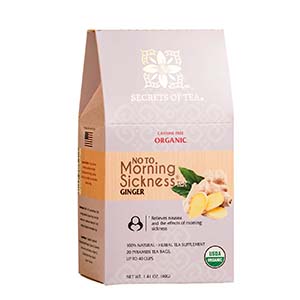 SECRETS OF TEA®
CAFFEINE FREE
ORGANIC
NO TO
Morning
Sickness
TEA
GINGER
Relieves nausea
and the effects of morning
sickness
100% NATURAL - HERBAL TEA SUPPLEMENT
20 PYRAMID TEA BAGS
UP TO 40 CUPS
NET WT. 1.41 OZ. (40G)
USDA
ORGANIC